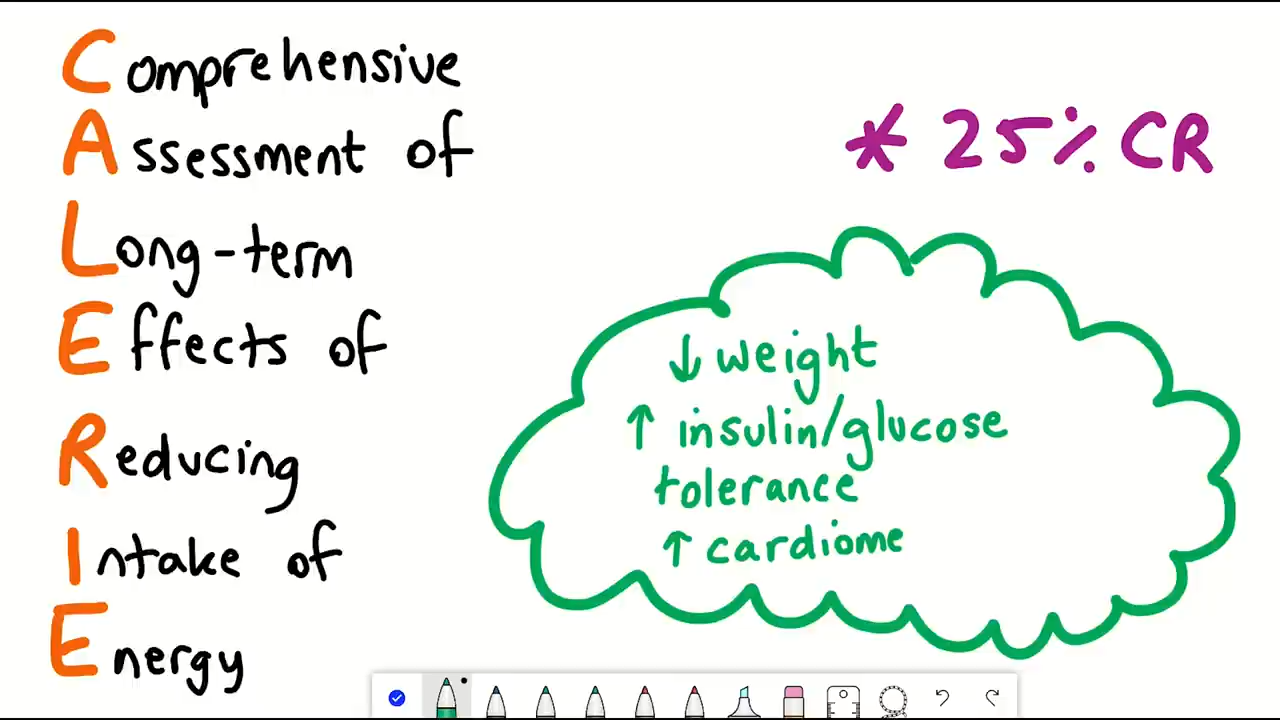 Comprehensive
Assessment of
Long-term
Effects of
Reducing
Intake of
Energy
* 25% CR
↓ weight
↑ insulin/glucose
tolerance
↑ cardiome